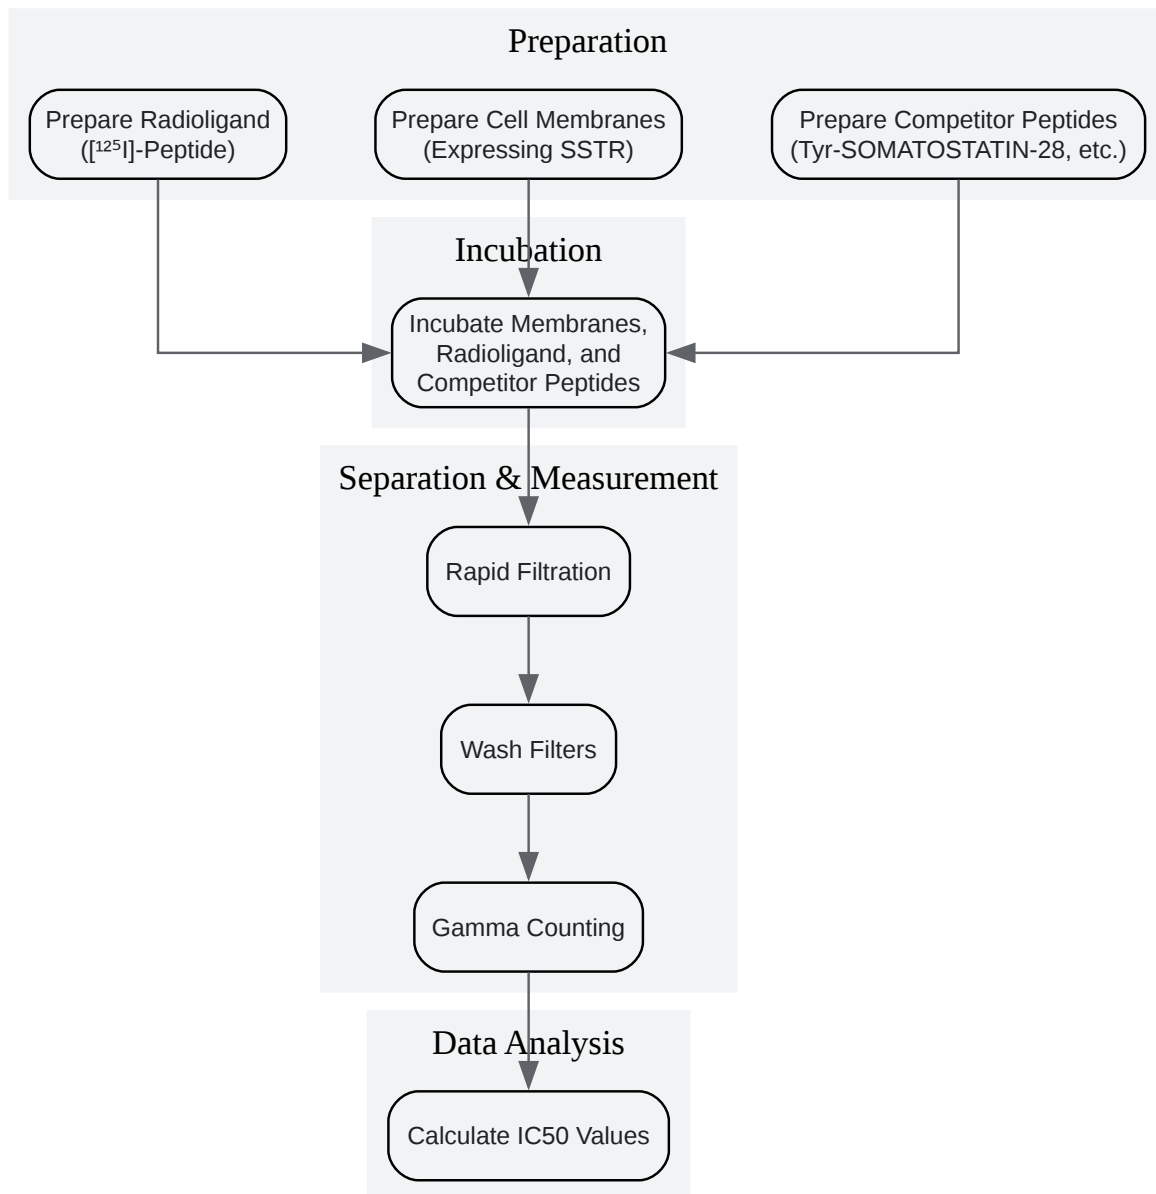 Preparation
Prepare Radioligand
([¹²⁵I]-Peptide)
Prepare Cell Membranes
(Expressing SSTR)
Prepare Competitor Peptides
(Tyr-SOMATOSTATIN-28, etc.)
Incubation
Incubate Membranes,
Radioligand, and
Competitor Peptides
Separation & Measurement
Rapid Filtration
Wash Filters
Gamma Counting
Data Analysis
Calculate IC50 Values